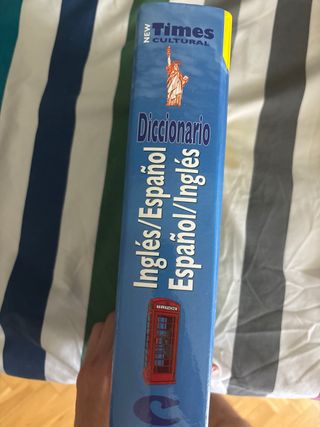 NEW Times
CULTURAL
Diccionario
Inglés/Español
Español/Inglés